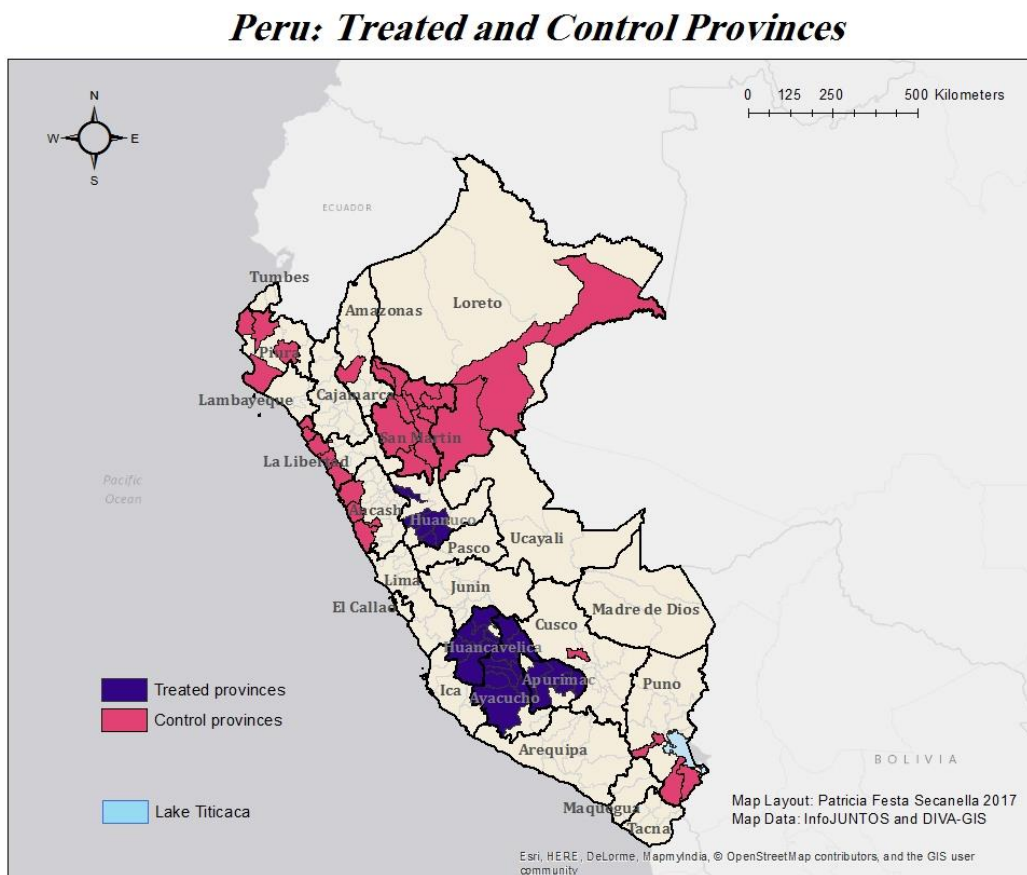 Peru: Treated and Control Provinces
N
W
E
S
0 125 250 500 Kilometers
ECUADOR
Tumbes
Amazonas
Loreto
Piura
Cajamarca
Lambayeque
San Martin
La Libertad
Pacific
Ocean
Ancash
Huanuco
Ucayali
Pasco
Lima
Junin
El Callao
Madre de Dios
Cusco
Huancavelica
Apurimac
Ica
Ayacucho
Puno
Arequipa
BOLIVIA
Maquegua
Tacna
Treated provinces
Control provinces
Lake Titicaca
Map Layout: Patricia Festa Secanella 2017
Map Data: InfoJUNTOS and DIVA-GIS
Esri, HERE, DeLorme, MapmyIndia, © OpenStreetMap contributors, and the GIS user
community